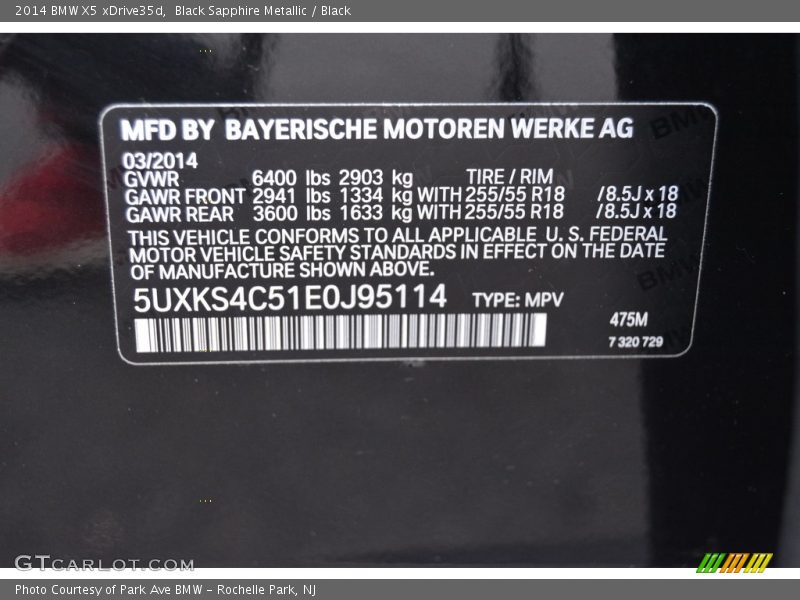 2014 BMW X5 xDrive35d, Black Sapphire Metallic / Black
MFD BY BAYERISCHE MOTOREN WERKE AG
03/2014
GVWR 6400 lbs 2903 kg TIRE / RIM
GAWR FRONT 2941 lbs 1334 kg WITH 255/55 R18 /8.5J x 18
GAWR REAR 3600 lbs 1633 kg WITH 255/55 R18 /8.5J x 18
THIS VEHICLE CONFORMS TO ALL APPLICABLE U. S. FEDERAL
MOTOR VEHICLE SAFETY STANDARDS IN EFFECT ON THE DATE
OF MANUFACTURE SHOWN ABOVE.
5UXKS4C51E0J95114 TYPE: MPV
475M
7 320 729
GTCARLOT.COM
Photo Courtesy of Park Ave BMW - Rochelle Park, NJ